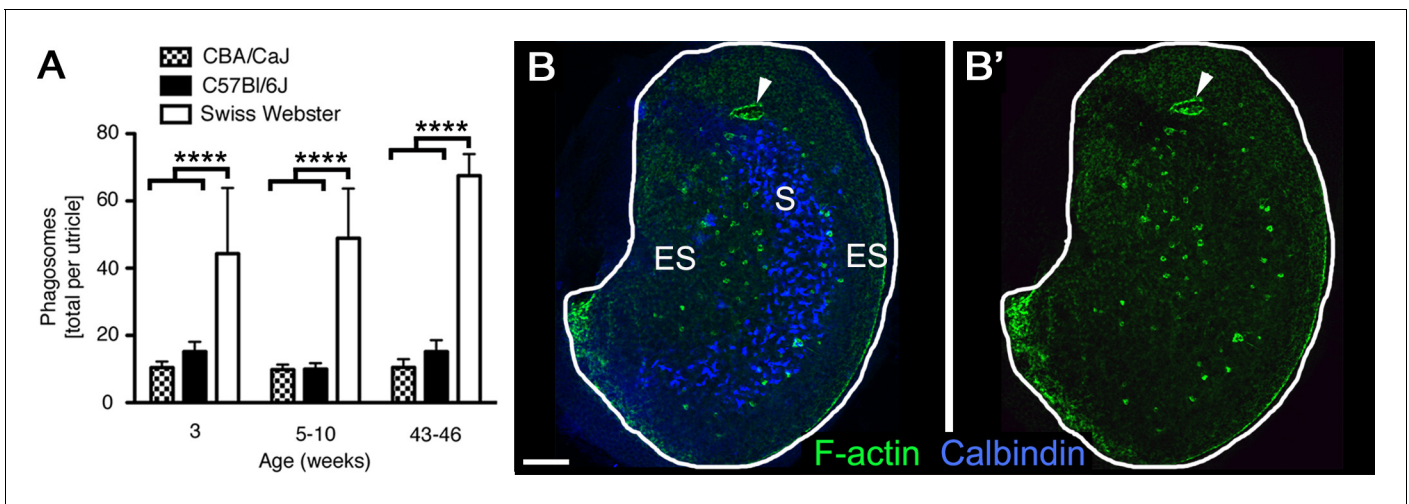 A
CBA/CaJ
C57Bl/6J
Swiss Webster
Phagosomes
[total per utricle]
80
60
40
20
0
****
****
****
3
5-10
43-46
Age (weeks)
B
S
ES
ES
B’
F-actin Calbindin